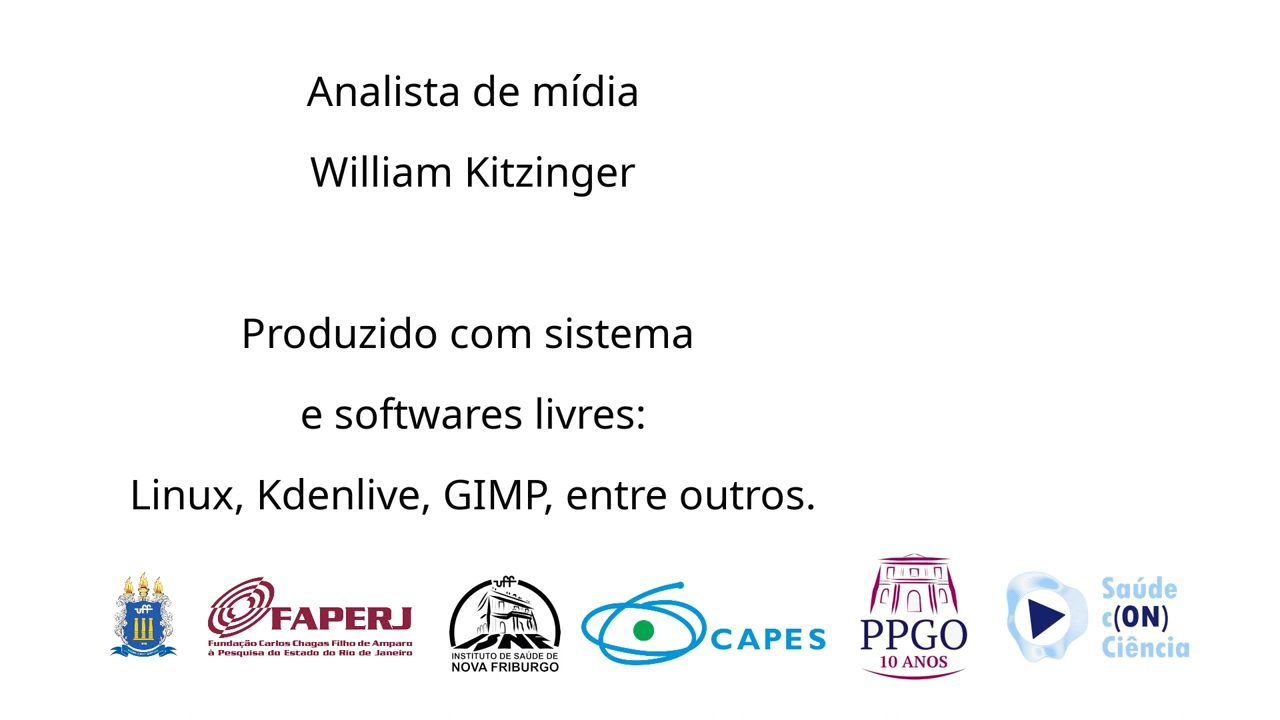 Analista de mídia
William Kitzinger
Produzido com sistema
e softwares livres:
Linux, Kdenlive, GIMP, entre outros.
uff
FAPERJ
Fundação Carlos Chagas Filho de Amparo
à Pesquisa do Estado do Rio de Janeiro
uff
ISNF
INSTITUTO DE SAÚDE DE
NOVA FRIBURGO
CAPES
PPGO
10 ANOS
Saúde
c(ON)
Ciência